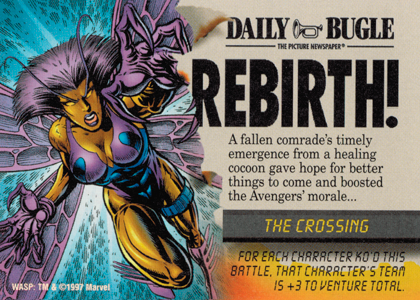 DAILY BUGLE
THE PICTURE NEWSPAPER®
REBIRTH!
A fallen comrade's timely
emergence from a healing
cocoon gave hope for better
things to come and boosted
the Avengers' morale...
THE CROSSING
FOR EACH CHARACTER KO'D THIS
BATTLE, THAT CHARACTER'S TEAM
IS +3 TO VENTURE TOTAL.
WASP: TM & ©1997 Marvel